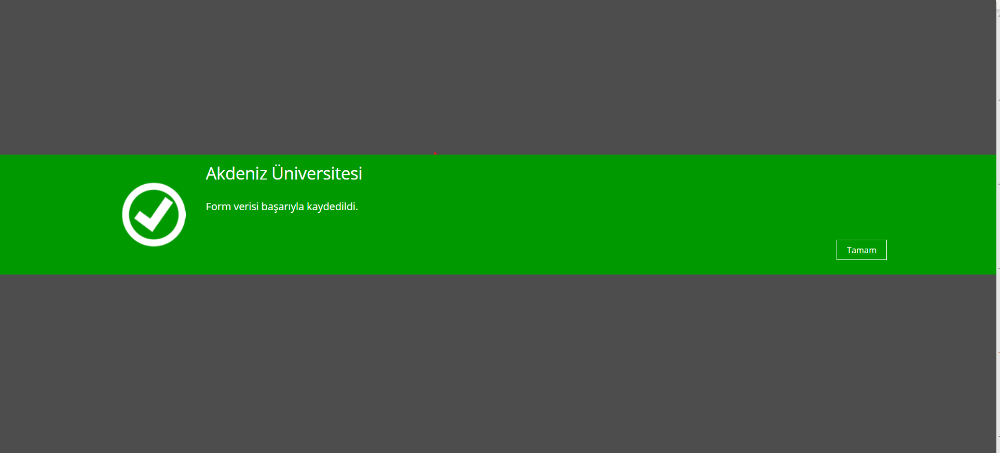 Akdeniz Üniversitesi
Form verisi başarıyla kaydedildi.
Tamam